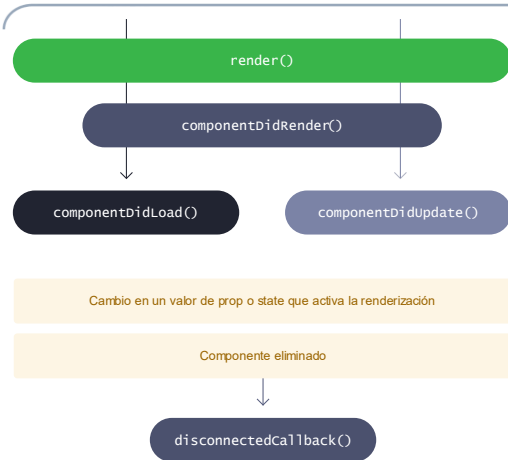 render()
componentDidRender()
componentDidLoad()
componentDidUpdate()
Cambio en un valor de prop o state que activa la renderización
Componente eliminado
disconnectedCallback()